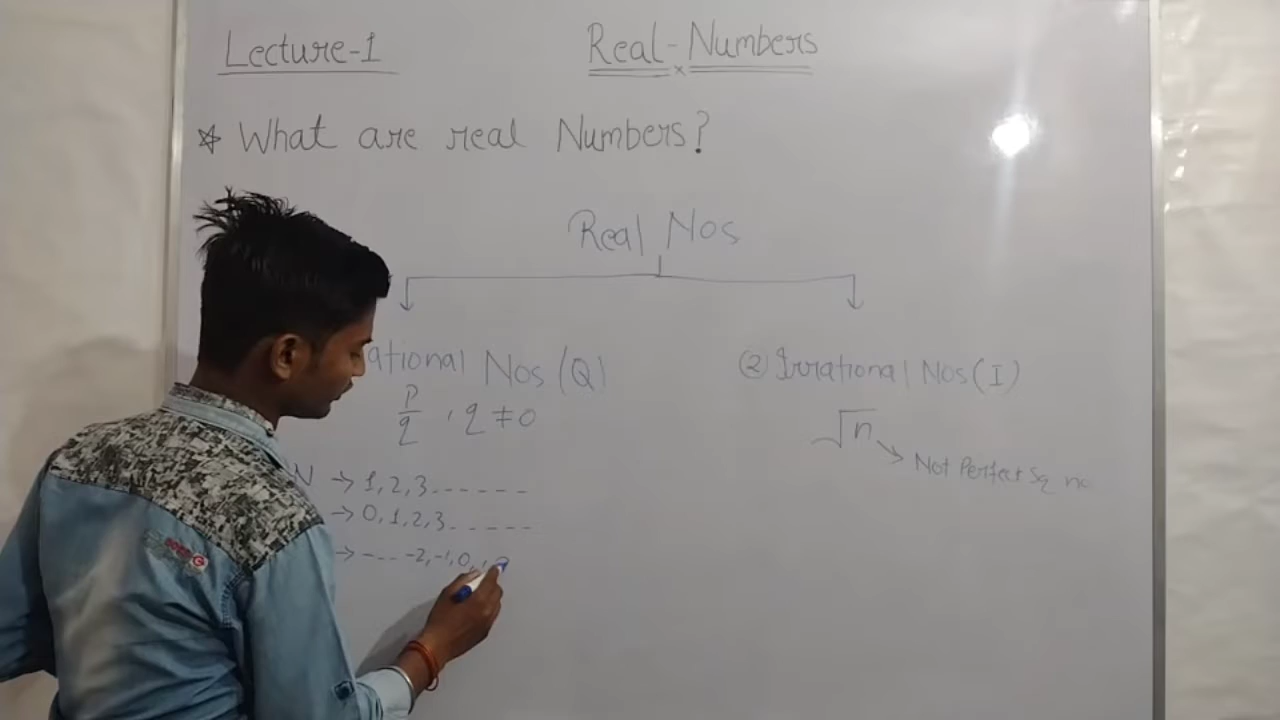 Lecture-1
Real-Numbers
* What are real Numbers?
Real Nos
ational Nos (Q)
② Irrational Nos (I)
p/q , q ≠ 0
√n
Not Perfect Sq no
N → 1, 2, 3 ------
→ 0, 1, 2, 3 ------
→ --... -2, -1, 0,